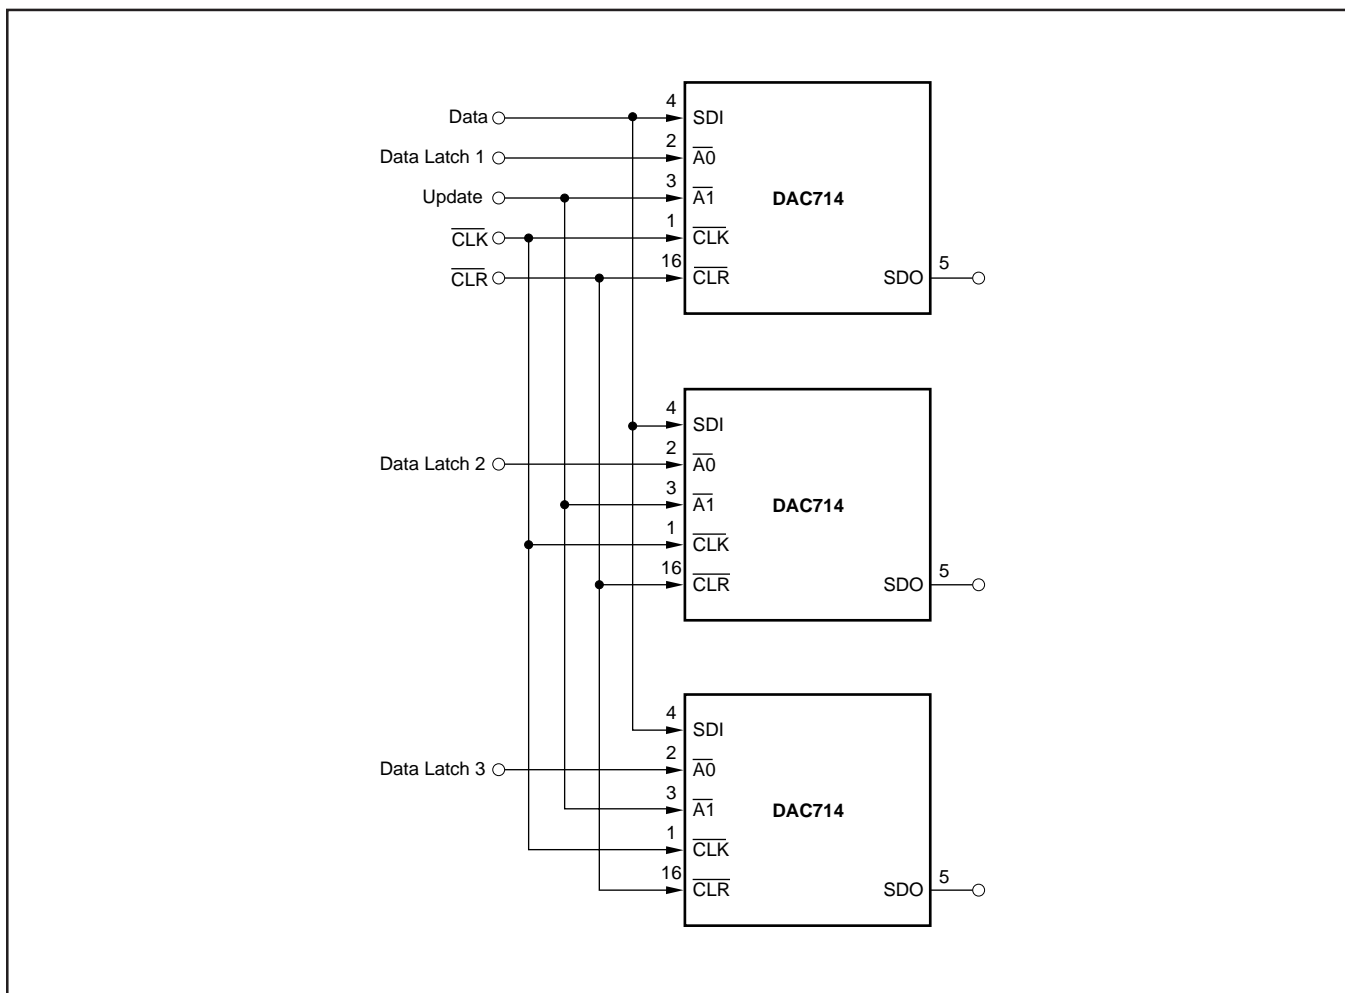 Data
4
SDI
Data Latch 1
2
A0
Update
3
A1
DAC714
CLK
1
CLK
CLR
16
CLR
SDO
5
4
SDI
Data Latch 2
2
A0
3
A1
DAC714
1
CLK
16
CLR
SDO
5
4
SDI
Data Latch 3
2
A0
3
A1
DAC714
1
CLK
16
CLR
SDO
5